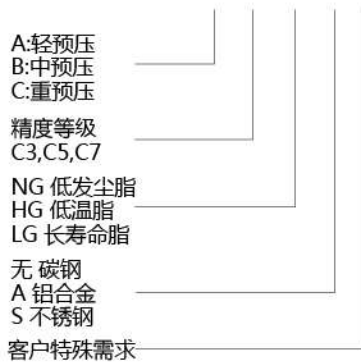 A:轻预压
B:中预压
C:重预压
精度等级
C3,C5,C7
NG 低发尘脂
HG 低温脂
LG 长寿命脂
无 碳钢
A 铝合金
S 不锈钢
客户特殊需求